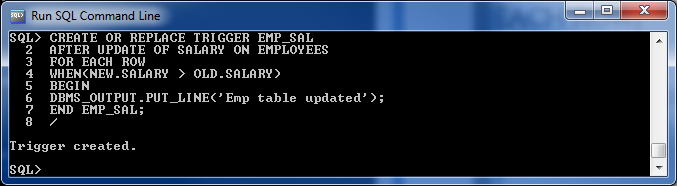 Run SQL Command Line
SQL> CREATE OR REPLACE TRIGGER EMP_SAL
2 AFTER UPDATE OF SALARY ON EMPLOYEES
3 FOR EACH ROW
4 WHEN(NEW.SALARY > OLD.SALARY)
5 BEGIN
6 DBMS_OUTPUT.PUT_LINE('Emp table updated');
7 END EMP_SAL;
8 /
Trigger created.
SQL>